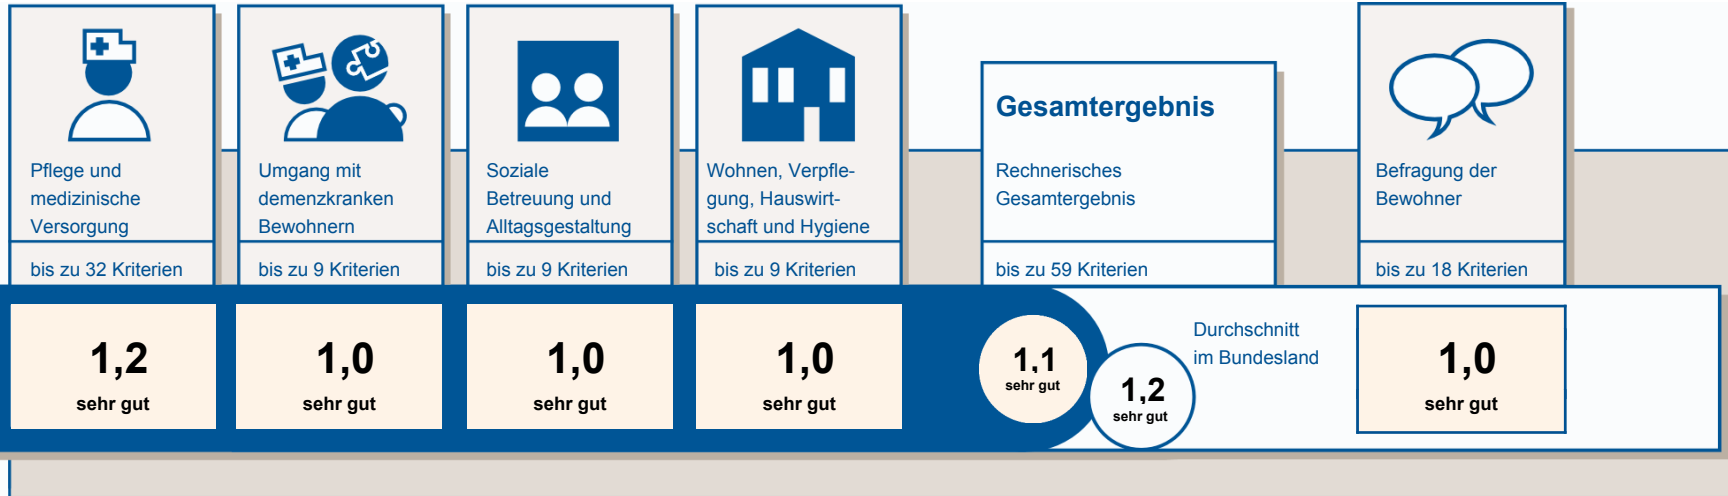 Pflege und
medizinische
Versorgung
bis zu 32 Kriterien
1,2
sehr gut
Umgang mit
demenzkranken
Bewohnern
bis zu 9 Kriterien
1,0
sehr gut
Soziale
Betreuung und
Alltagsgestaltung
bis zu 9 Kriterien
1,0
sehr gut
Wohnen, Verpfle-
gung, Hauswirt-
schaft und Hygiene
bis zu 9 Kriterien
1,0
sehr gut
Gesamtergebnis
Rechnerisches
Gesamtergebnis
bis zu 59 Kriterien
1,1
sehr gut
1,2
sehr gut
Durchschnitt
im Bundesland
Befragung der
Bewohner
bis zu 18 Kriterien
1,0
sehr gut